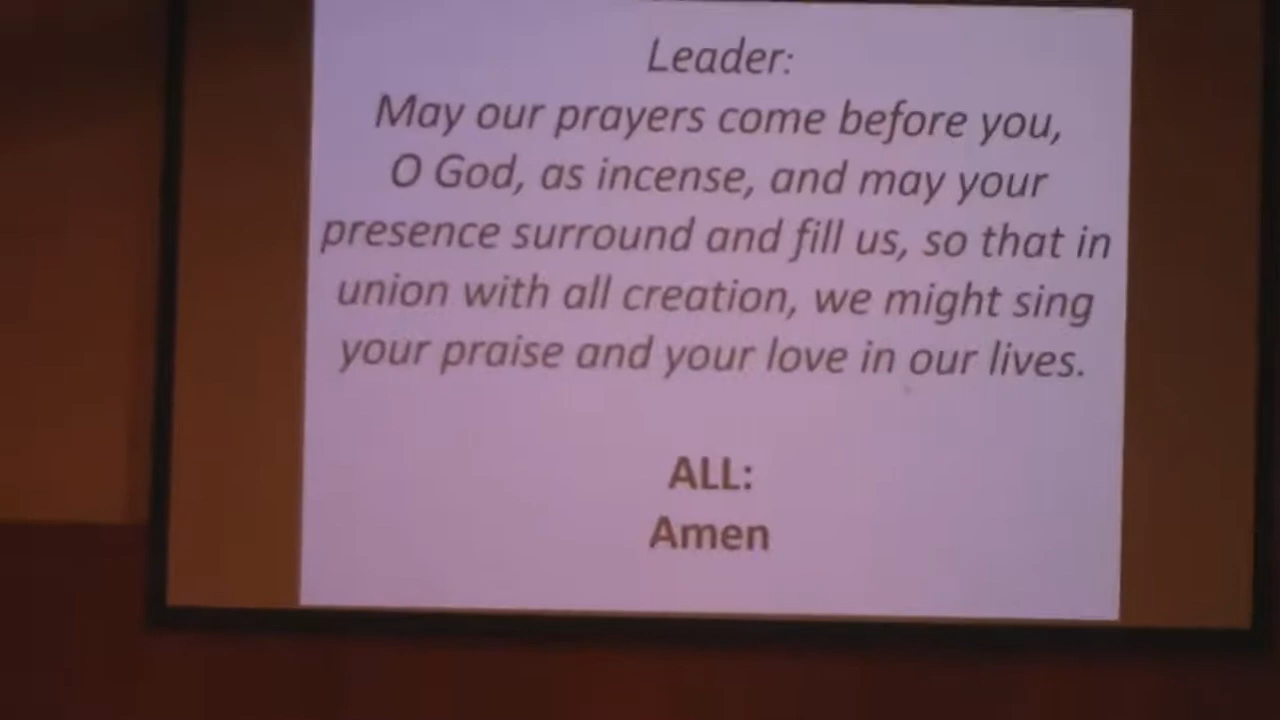 Leader:
May our prayers come before you,
O God, as incense, and may your
presence surround and fill us, so that in
union with all creation, we might sing
your praise and your love in our lives.
ALL:
Amen